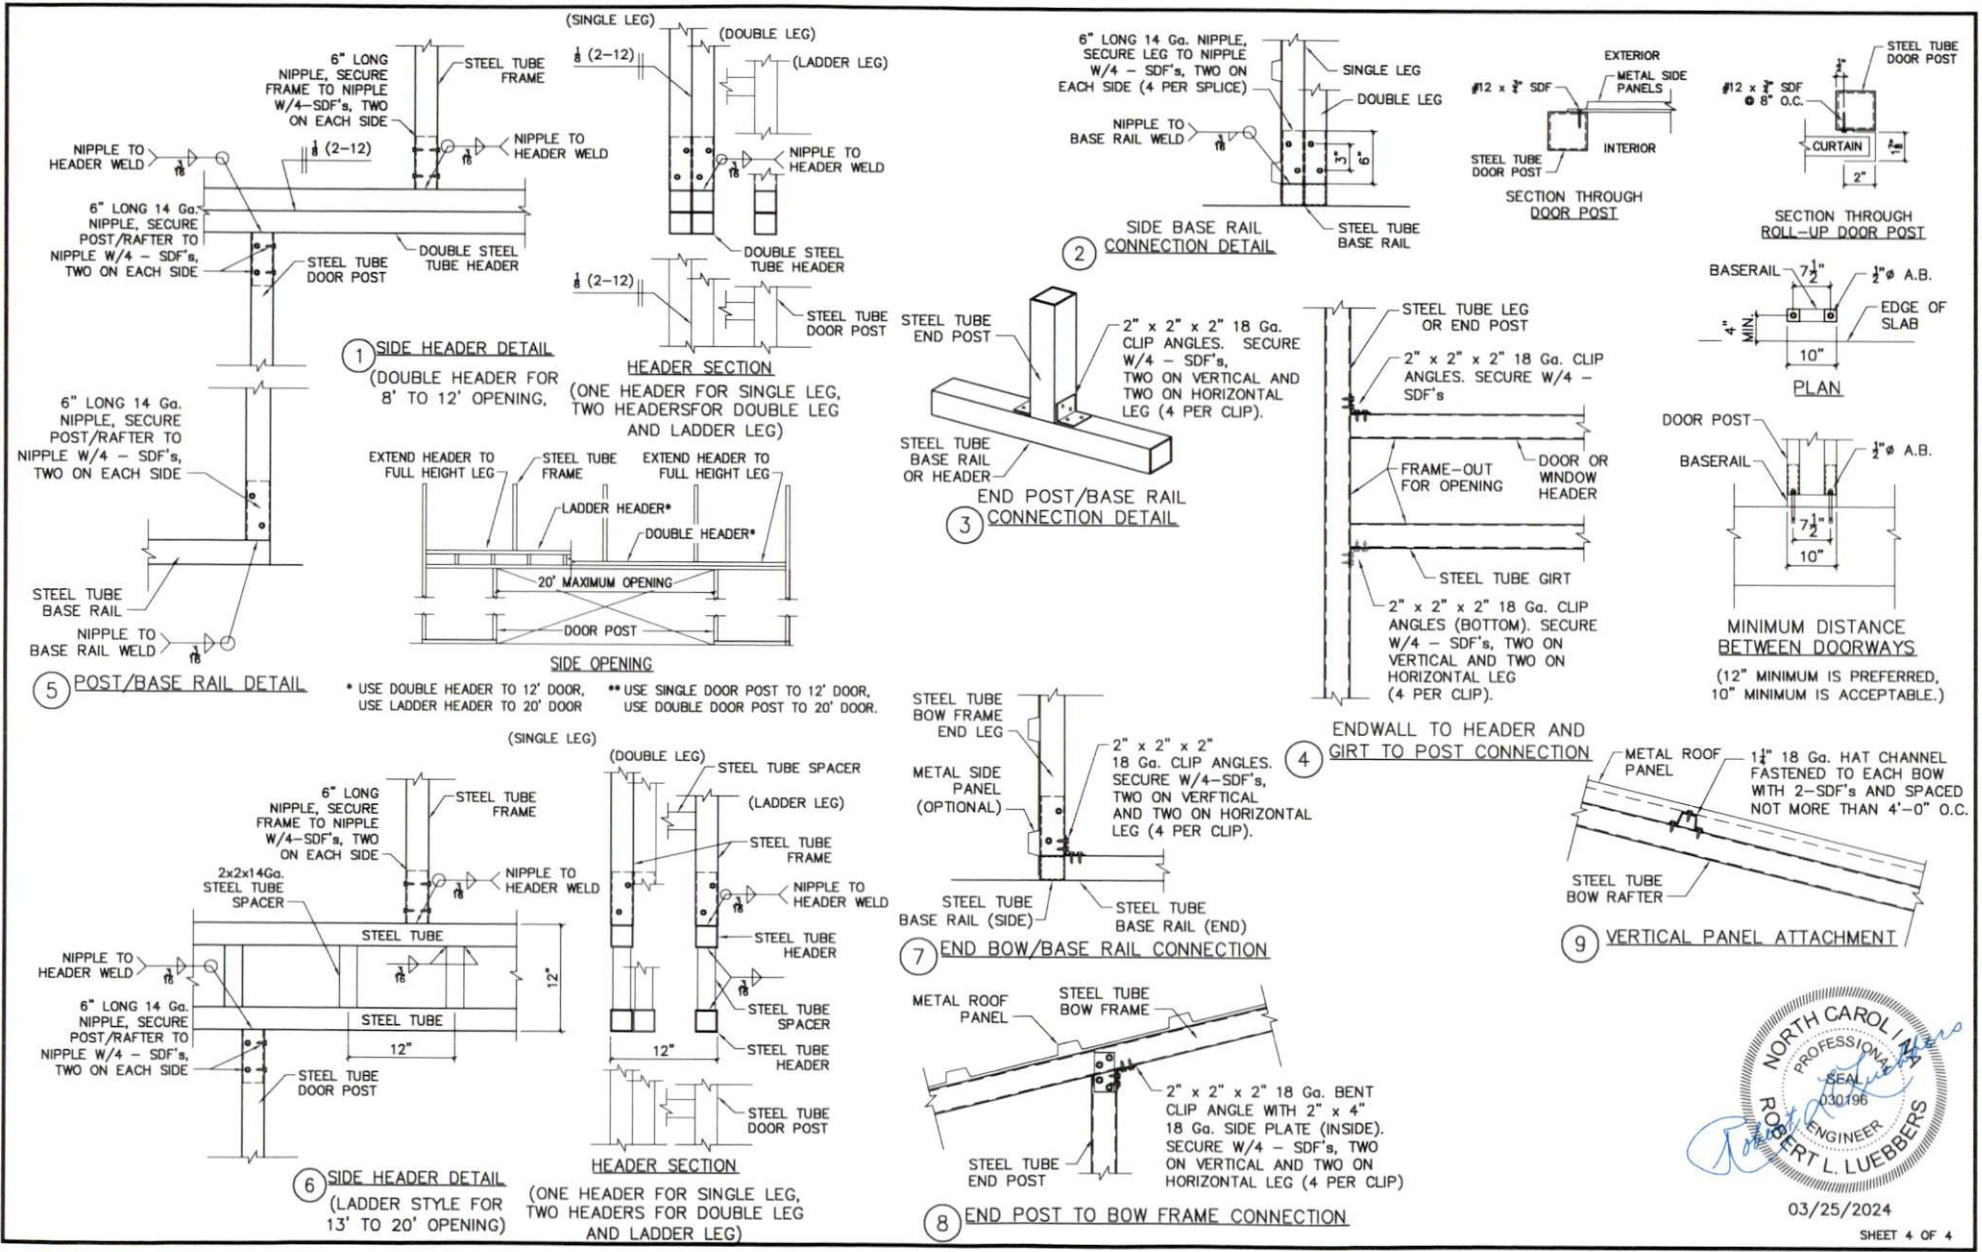 (SINGLE LEG)
(DOUBLE LEG)
(LADDER LEG)
6" LONG
NIPPLE, SECURE
FRAME TO NIPPLE
W/4-SDF's, TWO
ON EACH SIDE
STEEL TUBE
FRAME
1/8 (2-12)
NIPPLE TO
HEADER WELD
3/16
1/8 (2-12)
NIPPLE TO
HEADER WELD
3/16
NIPPLE TO
HEADER WELD
3/16
6" LONG 14 Ga.
NIPPLE, SECURE
POST/RAFTER TO
NIPPLE W/4 - SDF's,
TWO ON EACH SIDE
STEEL TUBE
DOOR POST
DOUBLE STEEL
TUBE HEADER
DOUBLE STEEL
TUBE HEADER
1/8 (2-12)
STEEL TUBE
DOOR POST
1 SIDE HEADER DETAIL
(DOUBLE HEADER FOR
8' TO 12' OPENING,
HEADER SECTION
(ONE HEADER FOR SINGLE LEG,
TWO HEADERSFOR DOUBLE LEG
AND LADDER LEG)
6" LONG 14 Ga.
NIPPLE, SECURE
POST/RAFTER TO
NIPPLE W/4 - SDF's,
TWO ON EACH SIDE
STEEL TUBE
BASE RAIL
NIPPLE TO
BASE RAIL WELD
3/16
5 POST/BASE RAIL DETAIL
EXTEND HEADER TO
FULL HEIGHT LEG
STEEL TUBE
FRAME
EXTEND HEADER TO
FULL HEIGHT LEG
LADDER HEADER*
DOUBLE HEADER*
20' MAXIMUM OPENING
DOOR POST
SIDE OPENING
* USE DOUBLE HEADER TO 12' DOOR,
USE LADDER HEADER TO 20' DOOR
** USE SINGLE DOOR POST TO 12' DOOR,
USE DOUBLE DOOR POST TO 20' DOOR.
6" LONG 14 Ga. NIPPLE,
SECURE LEG TO NIPPLE
W/4 - SDF's, TWO ON
EACH SIDE (4 PER SPLICE)
SINGLE LEG
DOUBLE LEG
NIPPLE TO
BASE RAIL WELD
3/16
3"
6"
STEEL TUBE
BASE RAIL
2 SIDE BASE RAIL
CONNECTION DETAIL
EXTERIOR
METAL SIDE
PANELS
#12 x 3/4" SDF
INTERIOR
STEEL TUBE
DOOR POST
SECTION THROUGH
DOOR POST
STEEL TUBE
DOOR POST
1/2"
#12 x 3/4" SDF
@ 8" O.C.
CURTAIN
2"
SECTION THROUGH
ROLL-UP DOOR POST
STEEL TUBE
END POST
2" x 2" x 2" 18 Ga.
CLIP ANGLES. SECURE
W/4 - SDF's,
TWO ON VERTICAL AND
TWO ON HORIZONTAL
LEG (4 PER CLIP).
STEEL TUBE
BASE RAIL
OR HEADER
3 END POST/BASE RAIL
CONNECTION DETAIL
STEEL TUBE LEG
OR END POST
2" x 2" x 2" 18 Ga. CLIP
ANGLES. SECURE W/4 -
SDF's
FRAME-OUT
FOR OPENING
DOOR OR
WINDOW
HEADER
STEEL TUBE GIRT
2" x 2" x 2" 18 Ga. CLIP
ANGLES (BOTTOM). SECURE
W/4 - SDF's, TWO ON
VERTICAL AND TWO ON
HORIZONTAL LEG
(4 PER CLIP).
4 ENDWALL TO HEADER AND
GIRT TO POST CONNECTION
BASERAIL
7 1/2"
1/2"ø A.B.
EDGE OF
SLAB
4"
MIN.
10"
PLAN
DOOR POST
BASERAIL
1/2"ø A.B.
7 1/2"
10"
MINIMUM DISTANCE
BETWEEN DOORWAYS
(12" MINIMUM IS PREFERRED,
10" MINIMUM IS ACCEPTABLE.)
(SINGLE LEG)
(DOUBLE LEG)
STEEL TUBE SPACER
(LADDER LEG)
6" LONG
NIPPLE, SECURE
FRAME TO NIPPLE
W/4-SDF's, TWO
ON EACH SIDE
STEEL TUBE
FRAME
2x2x14Ga.
STEEL TUBE
SPACER
NIPPLE TO
HEADER WELD
3/16
STEEL TUBE
FRAME
NIPPLE TO
HEADER WELD
3/16
STEEL TUBE
HEADER
STEEL TUBE
3/16
12"
NIPPLE TO
HEADER WELD
3/16
6" LONG 14 Ga.
NIPPLE, SECURE
POST/RAFTER TO
NIPPLE W/4 - SDF's,
TWO ON EACH SIDE
STEEL TUBE
12"
STEEL TUBE
DOOR POST
3/16
STEEL TUBE
SPACER
STEEL TUBE
HEADER
12"
STEEL TUBE
DOOR POST
6 SIDE HEADER DETAIL
(LADDER STYLE FOR
13' TO 20' OPENING)
HEADER SECTION
(ONE HEADER FOR SINGLE LEG,
TWO HEADERS FOR DOUBLE LEG
AND LADDER LEG)
STEEL TUBE
BOW FRAME
END LEG
METAL SIDE
PANEL
(OPTIONAL)
2" x 2" x 2"
18 Ga. CLIP ANGLES.
SECURE W/4-SDF's,
TWO ON VERFTICAL
AND TWO ON HORIZONTAL
LEG (4 PER CLIP).
STEEL TUBE
BASE RAIL (SIDE)
STEEL TUBE
BASE RAIL (END)
7 END BOW/BASE RAIL CONNECTION
METAL ROOF
PANEL
STEEL TUBE
BOW FRAME
2" x 2" x 2" 18 Ga. BENT
CLIP ANGLE WITH 2" x 4"
18 Ga. SIDE PLATE (INSIDE).
SECURE W/4 - SDF's, TWO
ON VERTICAL AND TWO ON
HORIZONTAL LEG (4 PER CLIP)
STEEL TUBE
END POST
8 END POST TO BOW FRAME CONNECTION
METAL ROOF
PANEL
1 1/4" 18 Ga. HAT CHANNEL
FASTENED TO EACH BOW
WITH 2-SDF's AND SPACED
NOT MORE THAN 4'-0" O.C.
STEEL TUBE
BOW RAFTER
9 VERTICAL PANEL ATTACHMENT
NORTH CAROLINA
PROFESSIONAL
SEAL
030196
ENGINEER
ROBERT L. LUEBBERS
Robert L Luebbers
03/25/2024
SHEET 4 OF 4